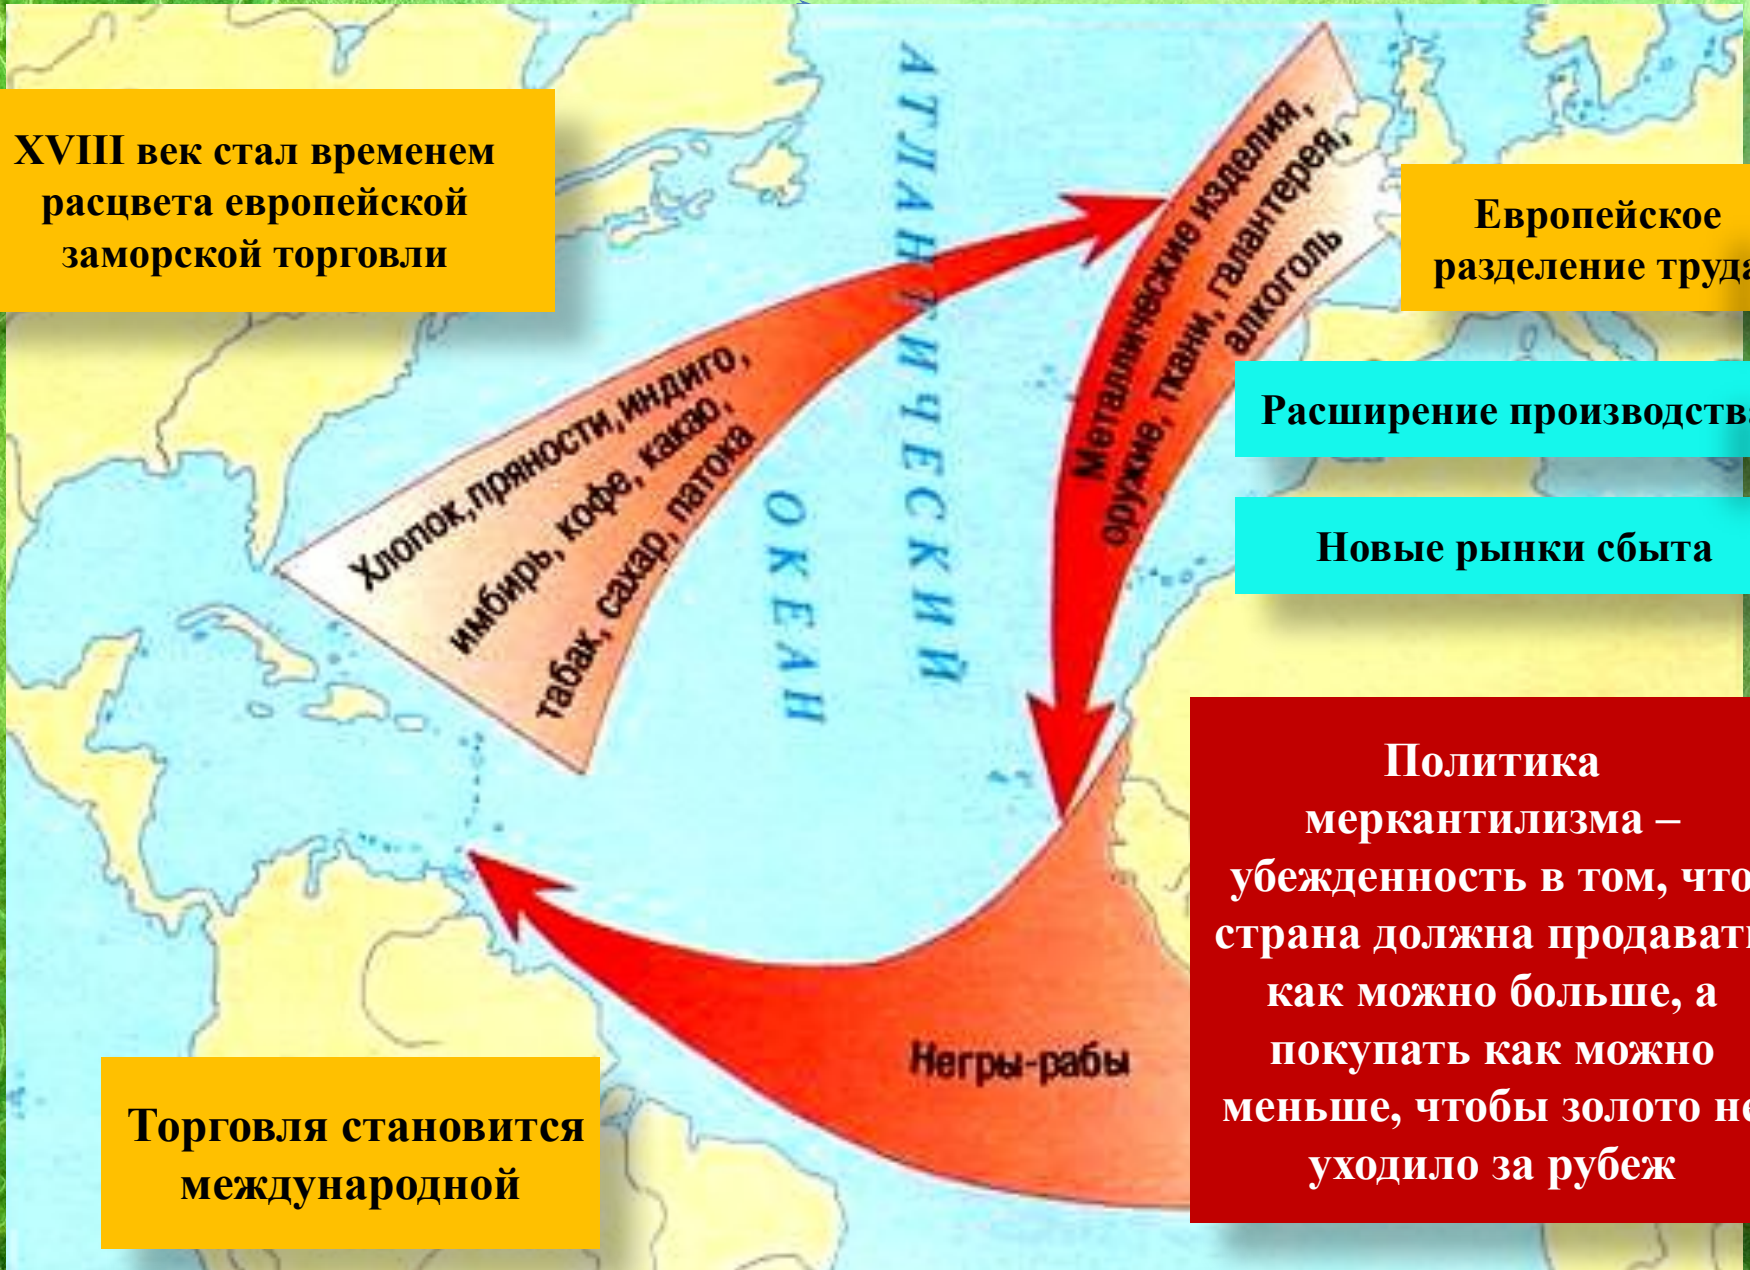 XVIII век стал временем
расцвета европейской
заморской торговли
АТЛАНТИЧЕСКИЙ
ОКЕАН
Металлические изделия,
оружие, ткани, галантерея,
алкоголь
Европейское
разделение труда
Расширение производства
Новые рынки сбыта
Хлопок, пряности, индиго,
имбирь, кофе, какао,
табак, сахар, патока
Политика
меркантилизма –
убежденность в том, что
страна должна продавать
как можно больше, а
покупать как можно
меньше, чтобы золото не
уходило за рубеж
Негры-рабы
Торговля становится
международной